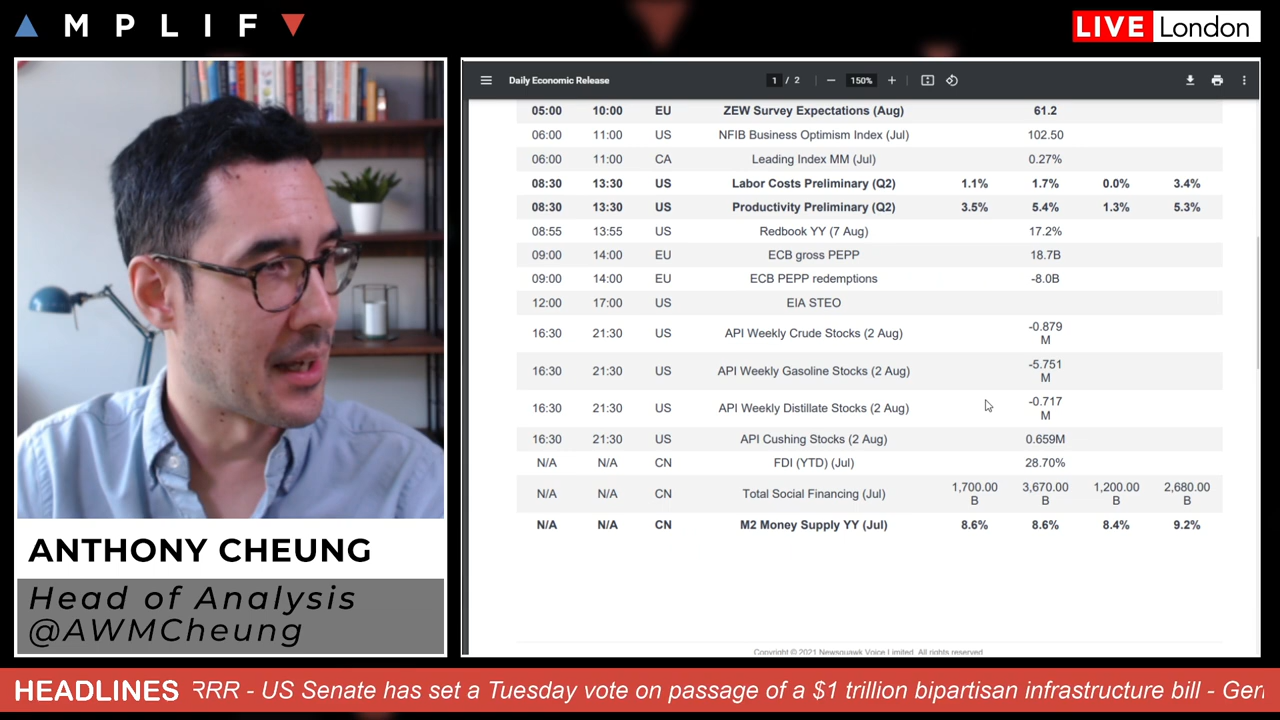 MPLIF
LIVE London
Daily Economic Release
1 / 2
150%
05:00 10:00 EU ZEW Survey Expectations (Aug) 61.2
06:00 11:00 US NFIB Business Optimism Index (Jul) 102.50
06:00 11:00 CA Leading Index MM (Jul) 0.27%
08:30 13:30 US Labor Costs Preliminary (Q2) 1.1% 1.7% 0.0% 3.4%
08:30 13:30 US Productivity Preliminary (Q2) 3.5% 5.4% 1.3% 5.3%
08:55 13:55 US Redbook YY (7 Aug) 17.2%
09:00 14:00 EU ECB gross PEPP 18.7B
09:00 14:00 EU ECB PEPP redemptions -8.0B
12:00 17:00 US EIA STEO
16:30 21:30 US API Weekly Crude Stocks (2 Aug) -0.879
M
16:30 21:30 US API Weekly Gasoline Stocks (2 Aug) -5.751
M
16:30 21:30 US API Weekly Distillate Stocks (2 Aug) -0.717
M
16:30 21:30 US API Cushing Stocks (2 Aug) 0.659M
N/A N/A CN FDI (YTD) (Jul) 28.70%
N/A N/A CN Total Social Financing (Jul) 1,700.00 3,670.00 1,200.00 2,680.00
B B B B
N/A N/A CN M2 Money Supply YY (Jul) 8.6% 8.6% 8.4% 9.2%
Copyright © 2021 Newsquawk Voice Limited. All rights reserved
ANTHONY CHEUNG
Head of Analysis
@AWMCheung
HEADLINES RRR - US Senate has set a Tuesday vote on passage of a $1 trillion bipartisan infrastructure bill - Ger